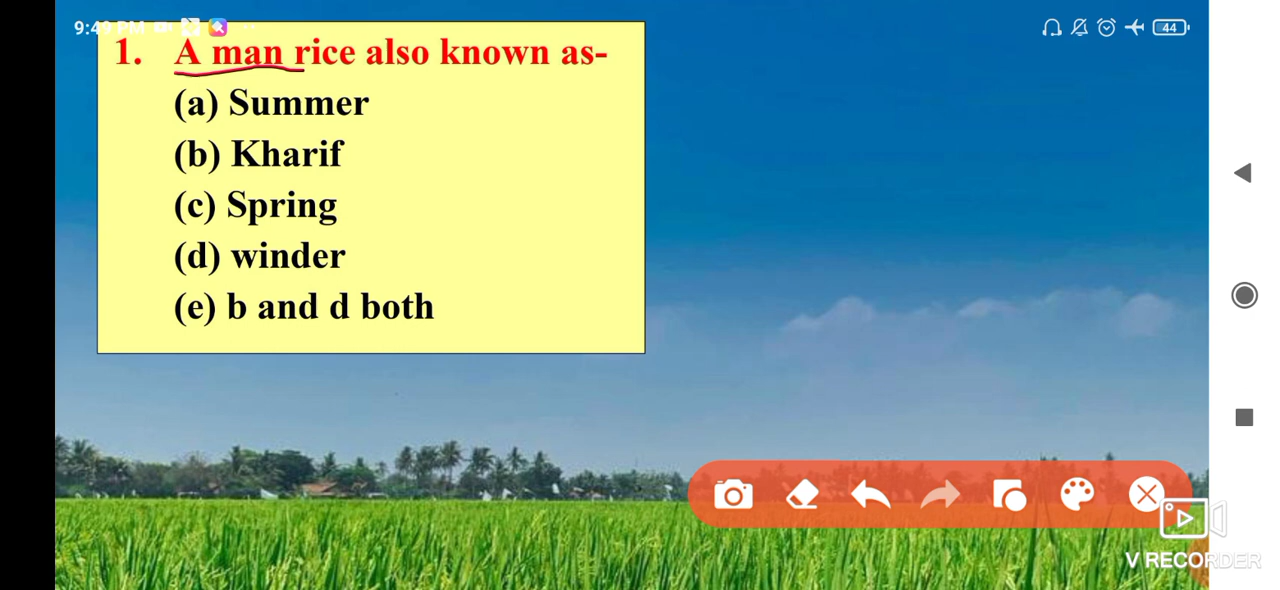 9:49 PM
44
1. A man rice also known as-
(a) Summer
(b) Kharif
(c) Spring
(d) winder
(e) b and d both
V RECORDER